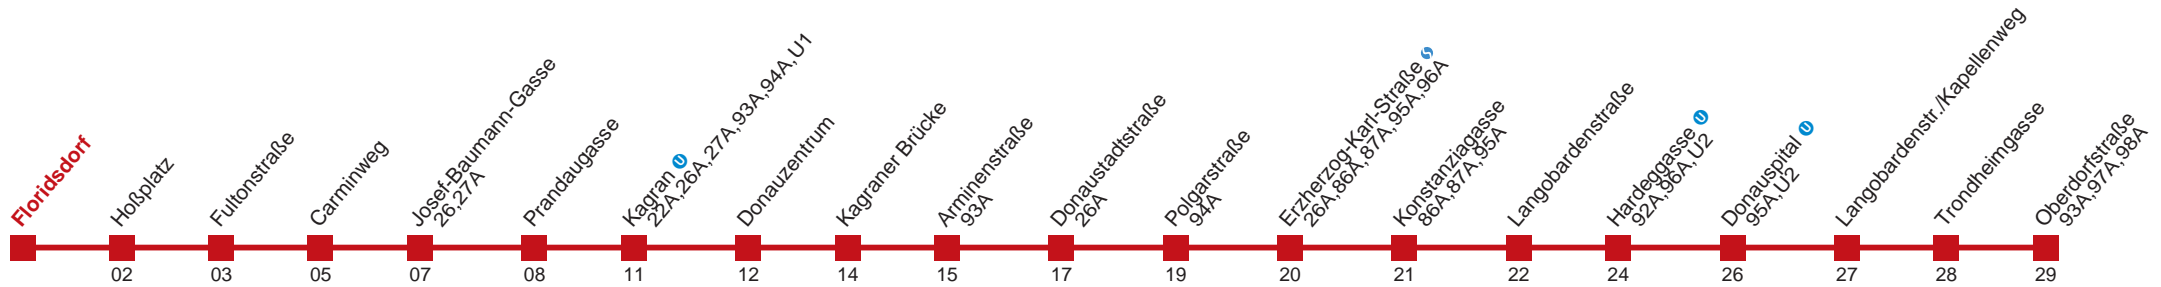 Floridsdorf
Hoßplatz
02
Fultonstraße
03
Carminweg
05
Josef-Baumann-Gasse
26,27A
07
Prandaugasse
08
Kagran U
22A,26A,27A,93A,94A,U1
11
Donauzentrum
12
Kagraner Brücke
14
Arminenstraße
93A
15
Donaustadtstraße
26A
17
Polgarstraße
94A
19
Erzherzog-Karl-Straße S
26A,86A,87A,95A,96A
20
Konstanziagasse
86A,87A,95A
21
Langobardenstraße
22
Hardeggasse U
92A,96A,U2
24
Donauspital U
95A,U2
26
Langobardenstr./Kapellenweg
27
Trondheimgasse
28
Oberdorfstraße
93A,97A,98A
29